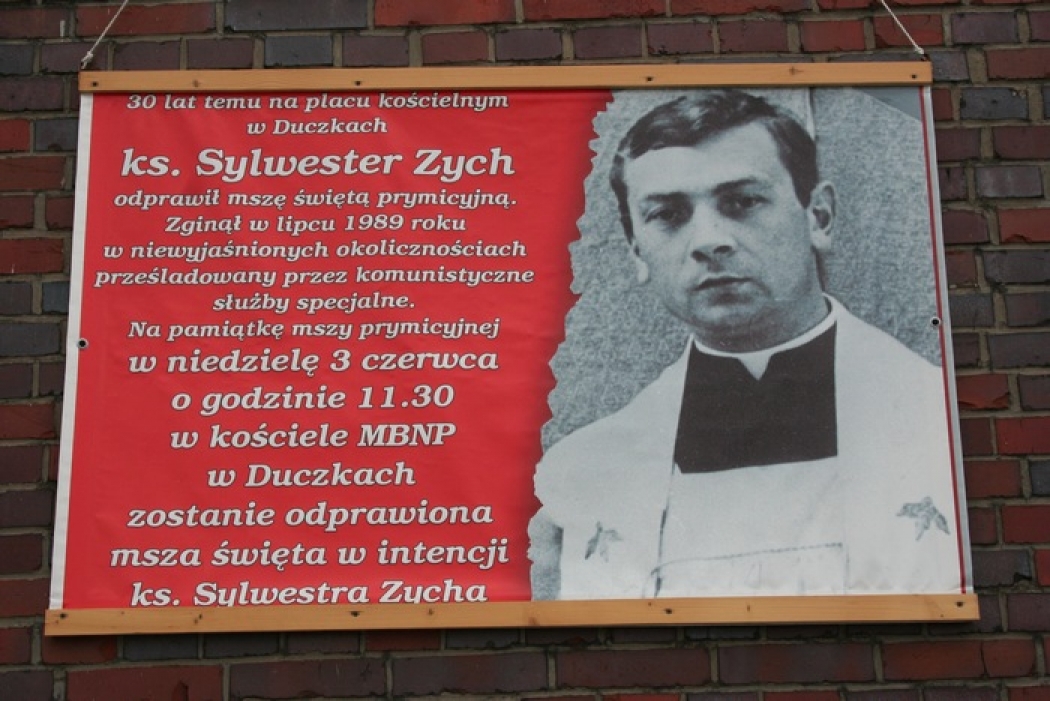 30 lat temu na placu kościelnym
w Duczkach
ks. Sylwester Zych
odprawił mszę świętą prymicyjną.
Zginął w lipcu 1989 roku
w niewyjaśnionych okolicznościach
prześladowany przez komunistyczne
służby specjalne.
Na pamiątkę mszy prymicyjnej
w niedzielę 3 czerwca
o godzinie 11.30
w kościele MBNP
w Duczkach
zostanie odprawiona
msza święta w intencji
ks. Sylwestra Zycha